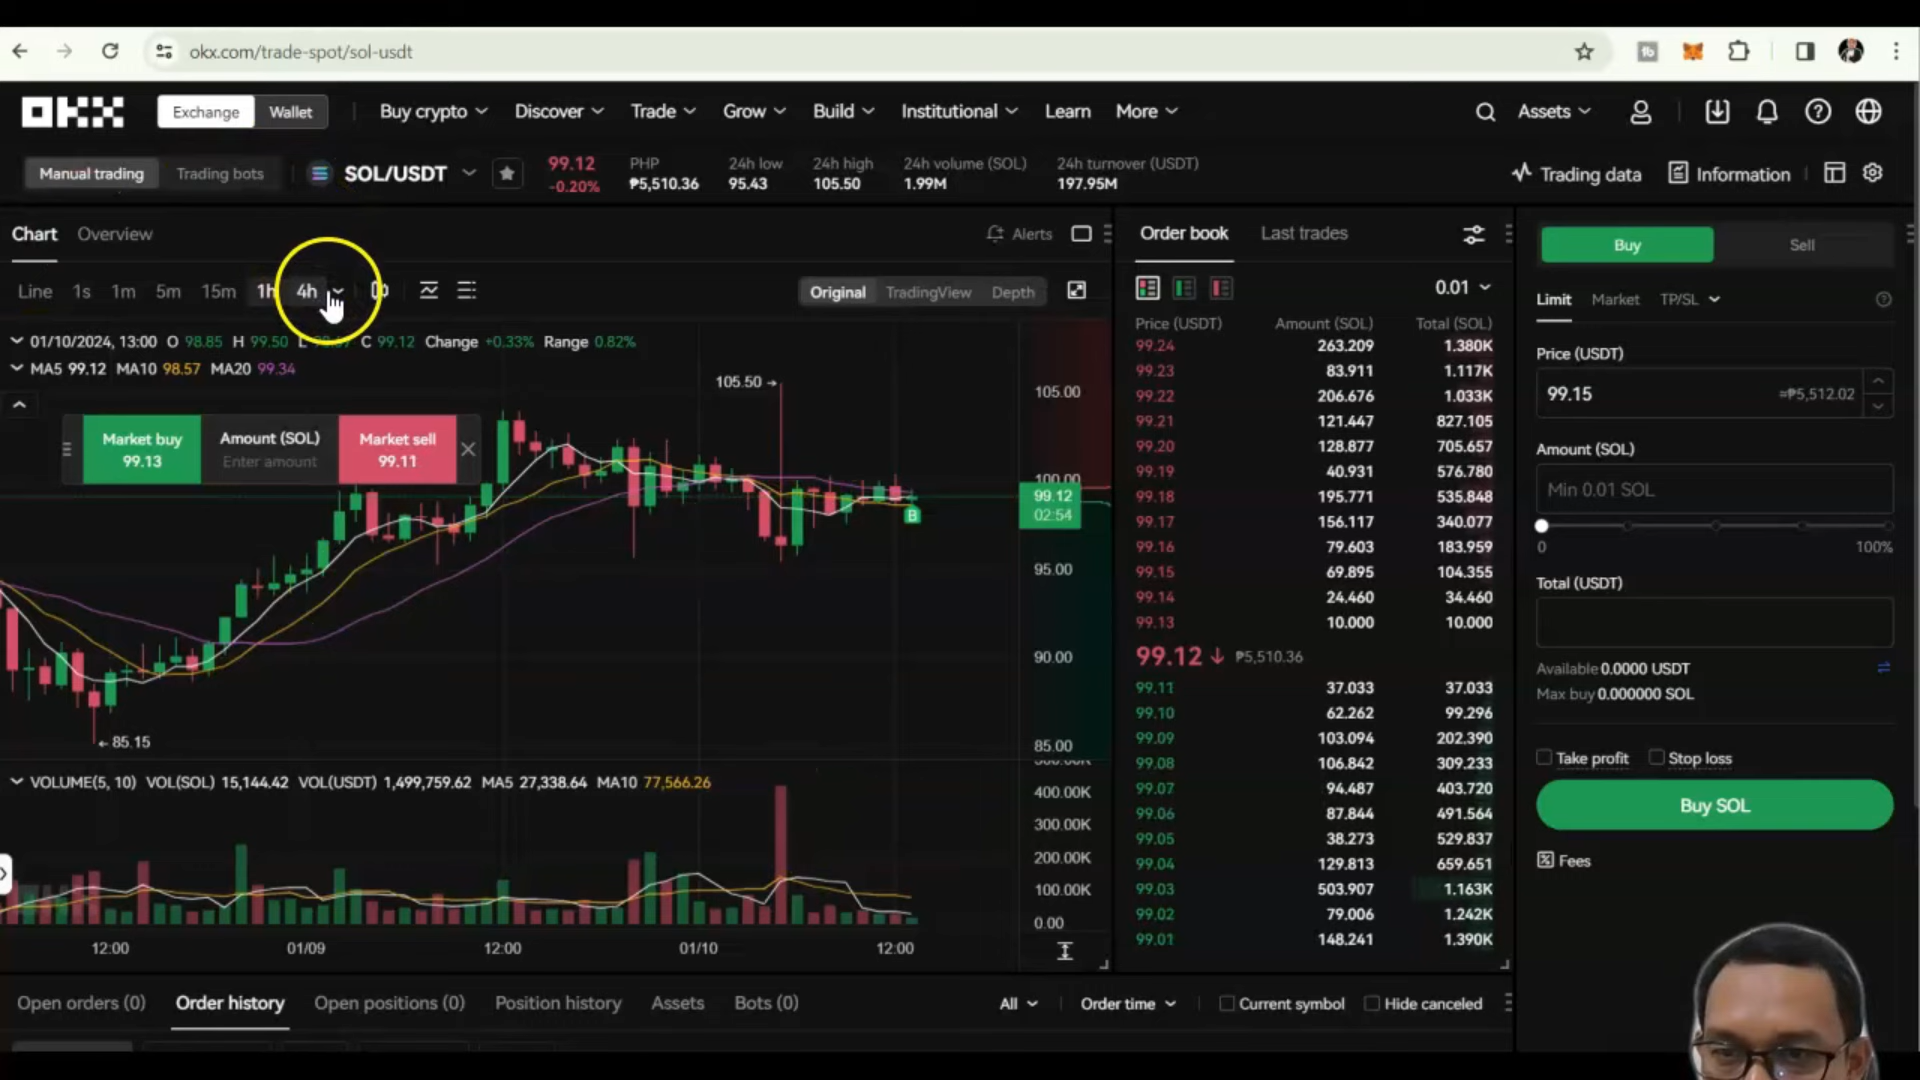 okx.com/trade-spot/sol-usdt
OKX Exchange Wallet Buy crypto Discover Trade Grow Build Institutional Learn More Assets
Manual trading Trading bots SOL/USDT 99.12 -0.20% PHP ₱5,510.36 24h low 95.43 24h high 105.50 24h volume (SOL) 1.99M 24h turnover (USDT) 197.95M Trading data Information
Chart Overview Alerts
Line 1s 1m 5m 15m 1h 4h Original TradingView Depth
01/10/2024, 13:00 O 98.85 H 99.50 L C 99.12 Change +0.33% Range 0.82%
MA5 99.12 MA10 98.57 MA20 99.34
Market buy 99.13
Amount (SOL) Enter amount
Market sell 99.11
105.50
85.15
B
105.00
100.00
99.12
02:54
95.00
90.00
85.00
VOLUME(5, 10) VOL(SOL) 15,144.42 VOL(USDT) 1,499,759.62 MA5 27,338.64 MA10 77,566.26
400.00K
300.00K
200.00K
100.00K
0.00
12:00 01/09 12:00 01/10 12:00
Order book Last trades
0.01
Price (USDT) Amount (SOL) Total (SOL)
99.24 263.209 1.380K
99.23 83.911 1.117K
99.22 206.676 1.033K
99.21 121.447 827.105
99.20 128.877 705.657
99.19 40.931 576.780
99.18 195.771 535.848
99.17 156.117 340.077
99.16 79.603 183.959
99.15 69.895 104.355
99.14 24.460 34.460
99.13 10.000 10.000
99.12 ↓ ₱5,510.36
99.11 37.033 37.033
99.10 62.262 99.296
99.09 103.094 202.390
99.08 106.842 309.233
99.07 94.487 403.720
99.06 87.844 491.564
99.05 38.273 529.837
99.04 129.813 659.651
99.03 503.907 1.163K
99.02 79.006 1.242K
99.01 148.241 1.390K
Buy Sell
Limit Market TP/SL
Price (USDT)
99.15 ≈₱5,512.02
Amount (SOL)
Min 0.01 SOL
0 100%
Total (USDT)
Available 0.0000 USDT
Max buy 0.000000 SOL
Take profit Stop loss
Buy SOL
Fees
Open orders (0) Order history Open positions (0) Position history Assets Bots (0) All Order time Current symbol Hide canceled